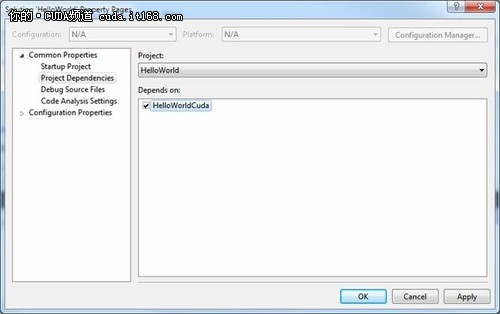 Solution 'HelloWorld' Property Pages
你的·CUDA频道 cuda.it168.com
Configuration: N/A Platform: N/A Configuration Manager...
Common Properties
Startup Project
Project Dependencies
Debug Source Files
Code Analysis Settings
Configuration Properties
Project:
HelloWorld
Depends on:
HelloWorldCuda
OK Cancel Apply